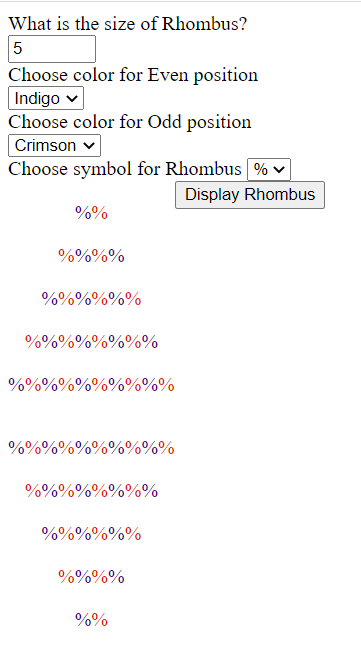 What is the size of Rhombus?
5
Choose color for Even position
Indigo
Choose color for Odd position
Crimson
Choose symbol for Rhombus %
Display Rhombus
%%
%%%%
%%%%%%
%%%%%%%%
%%%%%%%%%%
%%%%%%%%%%
%%%%%%%%
%%%%%%
%%%%
%%